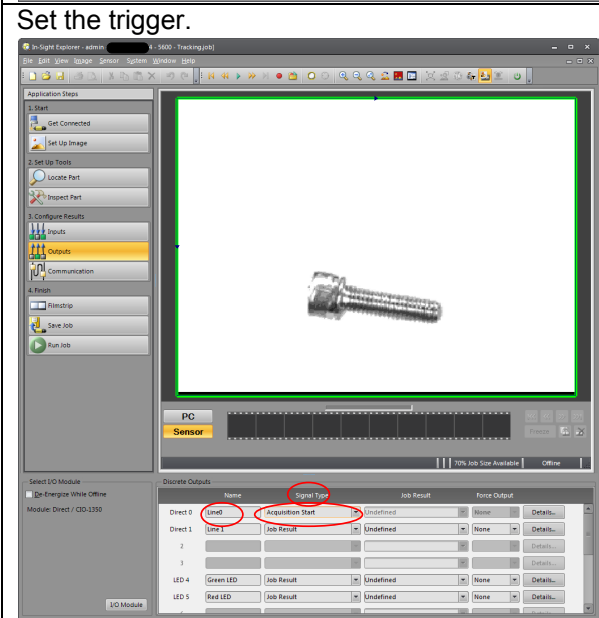 Set the trigger.
In-Sight Explorer - admin 4 - 5600 - Tracking.job]
File Edit View Image Sensor System Window Help
Application Steps
1. Start
Get Connected
Set Up Image
2. Set Up Tools
Locate Part
Inspect Part
3. Configure Results
Inputs
Outputs
Communication
4. Finish
Filmstrip
Save Job
Run Job
PC
Sensor
Freeze
70% Job Size Available Offline
Select I/O Module
De-Energize While Offline
Module: Direct / CIO-1350
I/O Module
Discrete Outputs
Name Signal Type Job Result Force Output
Direct 0 Line0 Acquisition Start Undefined None Details...
Direct 1 Line 1 Job Result Undefined None Details...
2 Details...
3 Details...
LED 4 Green LED Job Result Undefined None Details...
LED 5 Red LED Job Result Undefined None Details...